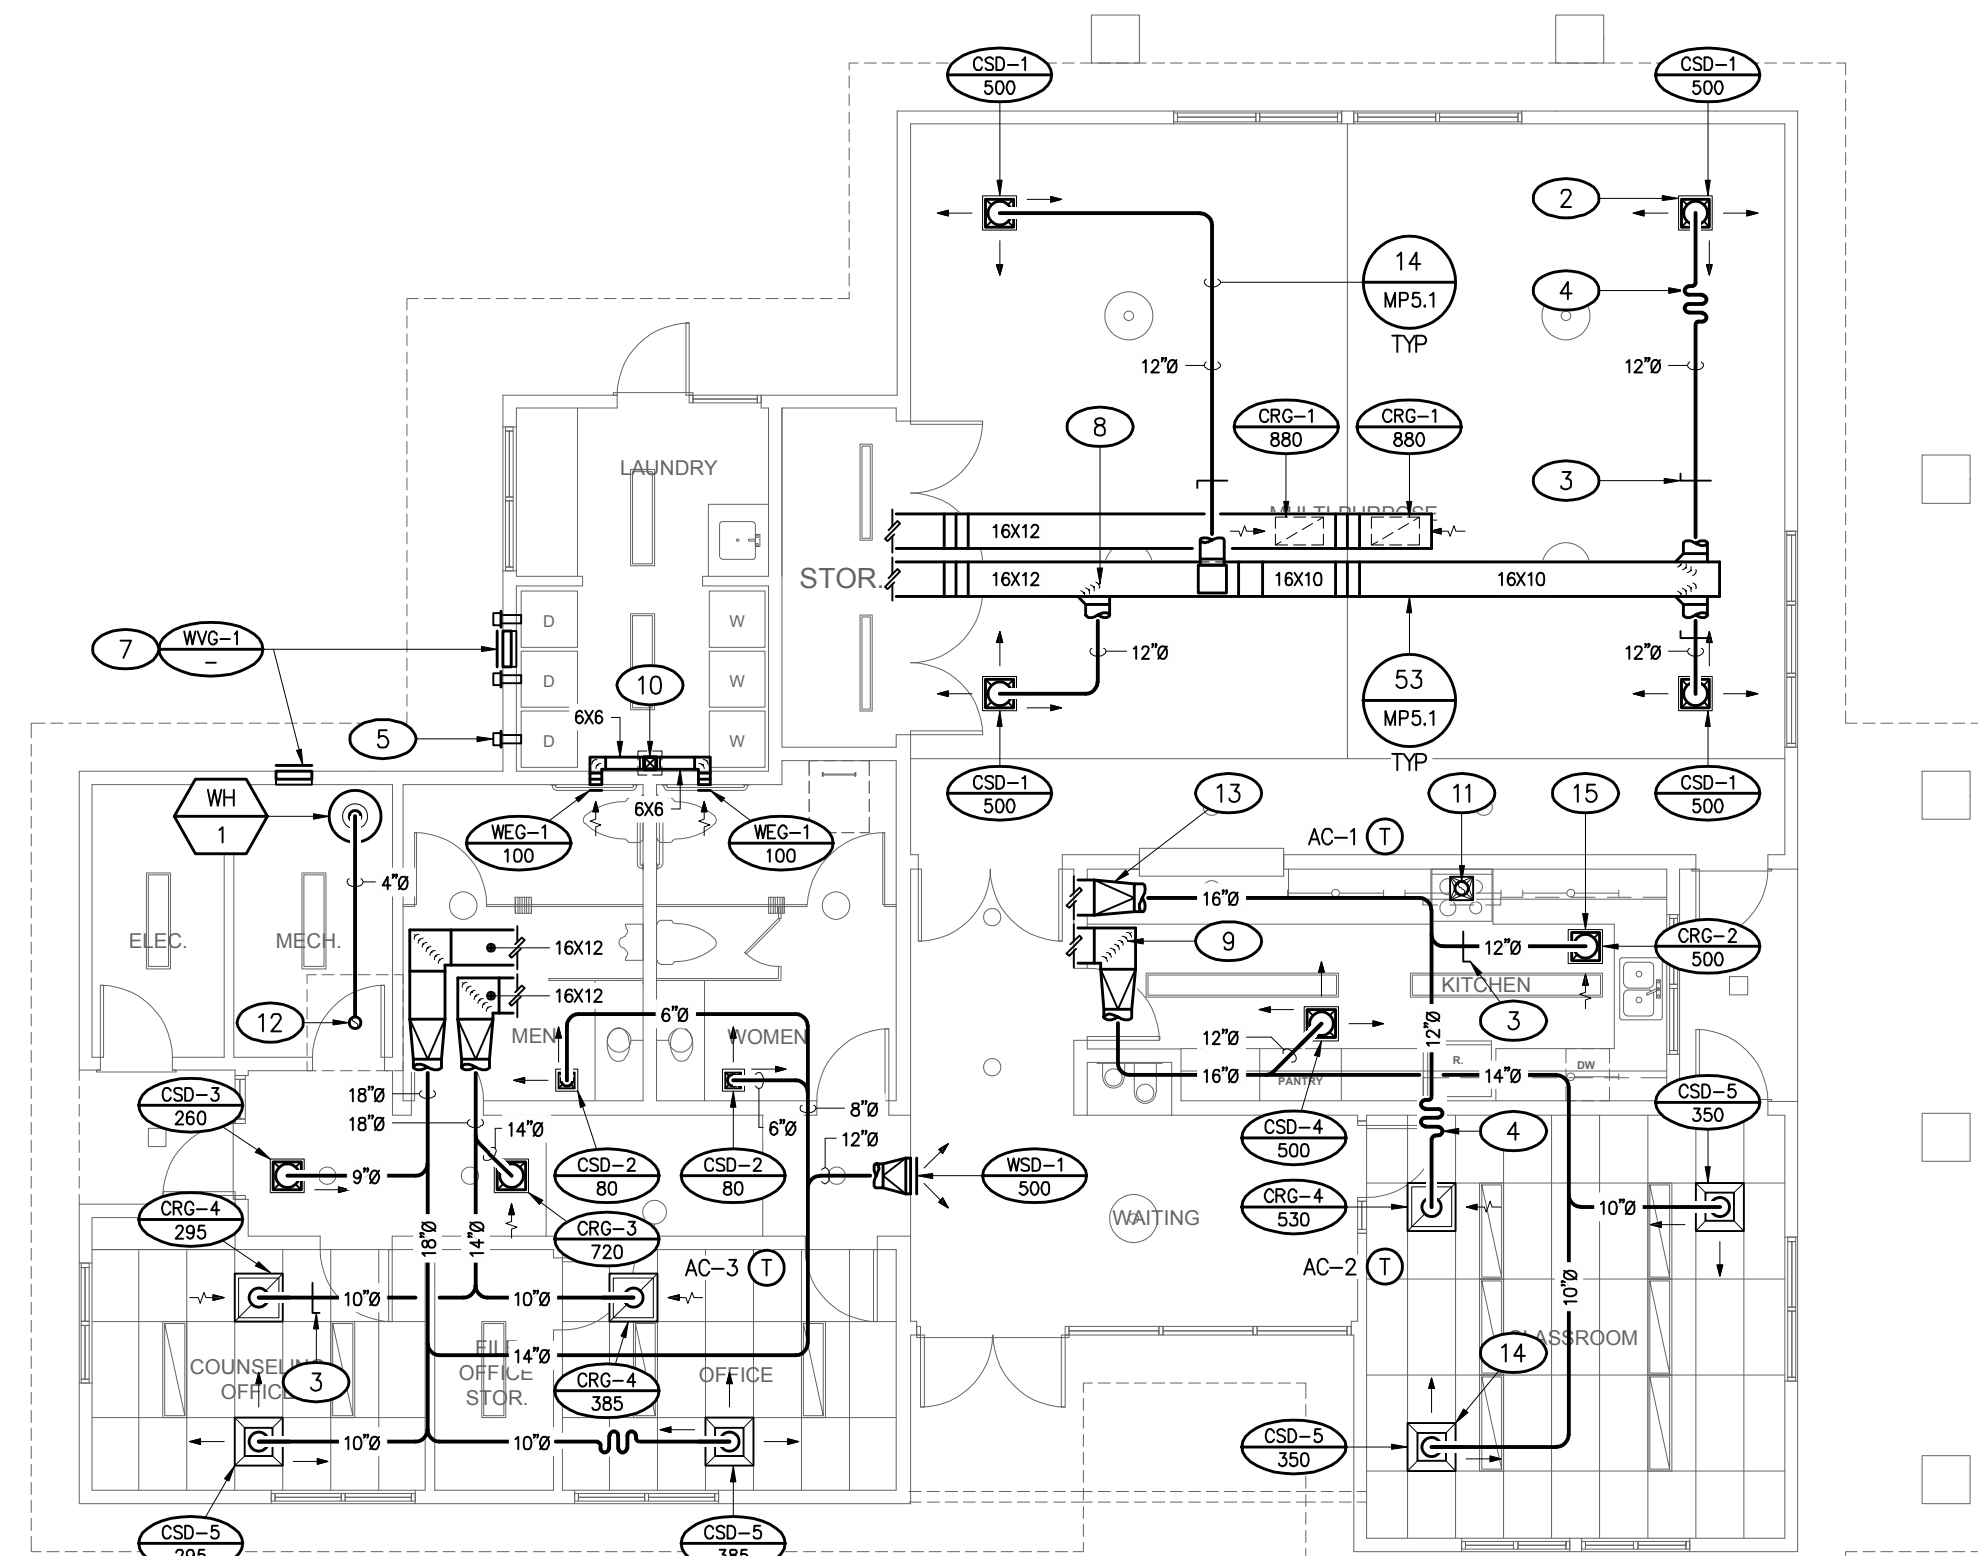 CSD-1
500
CSD-1
500
2
14
MP5.1
TYP
4
12"Ø
12"Ø
8
CRG-1
880
CRG-1
880
LAUNDRY
3
MULTI-PURPOSE
16X12
STOR.
16X12
16X10
16X10
D
W
7
WVG-1
-
12"Ø
12"Ø
D
10
W
53
MP5.1
TYP
6X6
5
D
W
CSD-1
500
13
11
15
CSD-1
500
WH
1
6X6
WEG-1
100
WEG-1
100
AC-1
T
4"Ø
16"Ø
ELEC.
MECH.
16X12
9
12"Ø
CRG-2
500
KITCHEN
16X12
12
MEN
6"Ø
WOMEN
12"Ø
12"Ø
3
R.
DW
16"Ø
PANTRY
14"Ø
CSD-3
260
18"Ø
18"Ø
14"Ø
8"Ø
6"Ø
12"Ø
CSD-4
500
4
CSD-5
350
9"Ø
CSD-2
80
CSD-2
80
WSD-1
500
CRG-4
295
CRG-3
720
CRG-4
530
WAITING
10"Ø
18"Ø
14"Ø
AC-3
T
AC-2
T
10"Ø
10"Ø
10"Ø
CLASSROOM
14
COUNSELING
OFFICE
3
FILE
OFFICE
STOR.
14"Ø
CRG-4
385
OFFICE
10"Ø
10"Ø
CSD-5
350
CSD-5
295
CSD-5
385